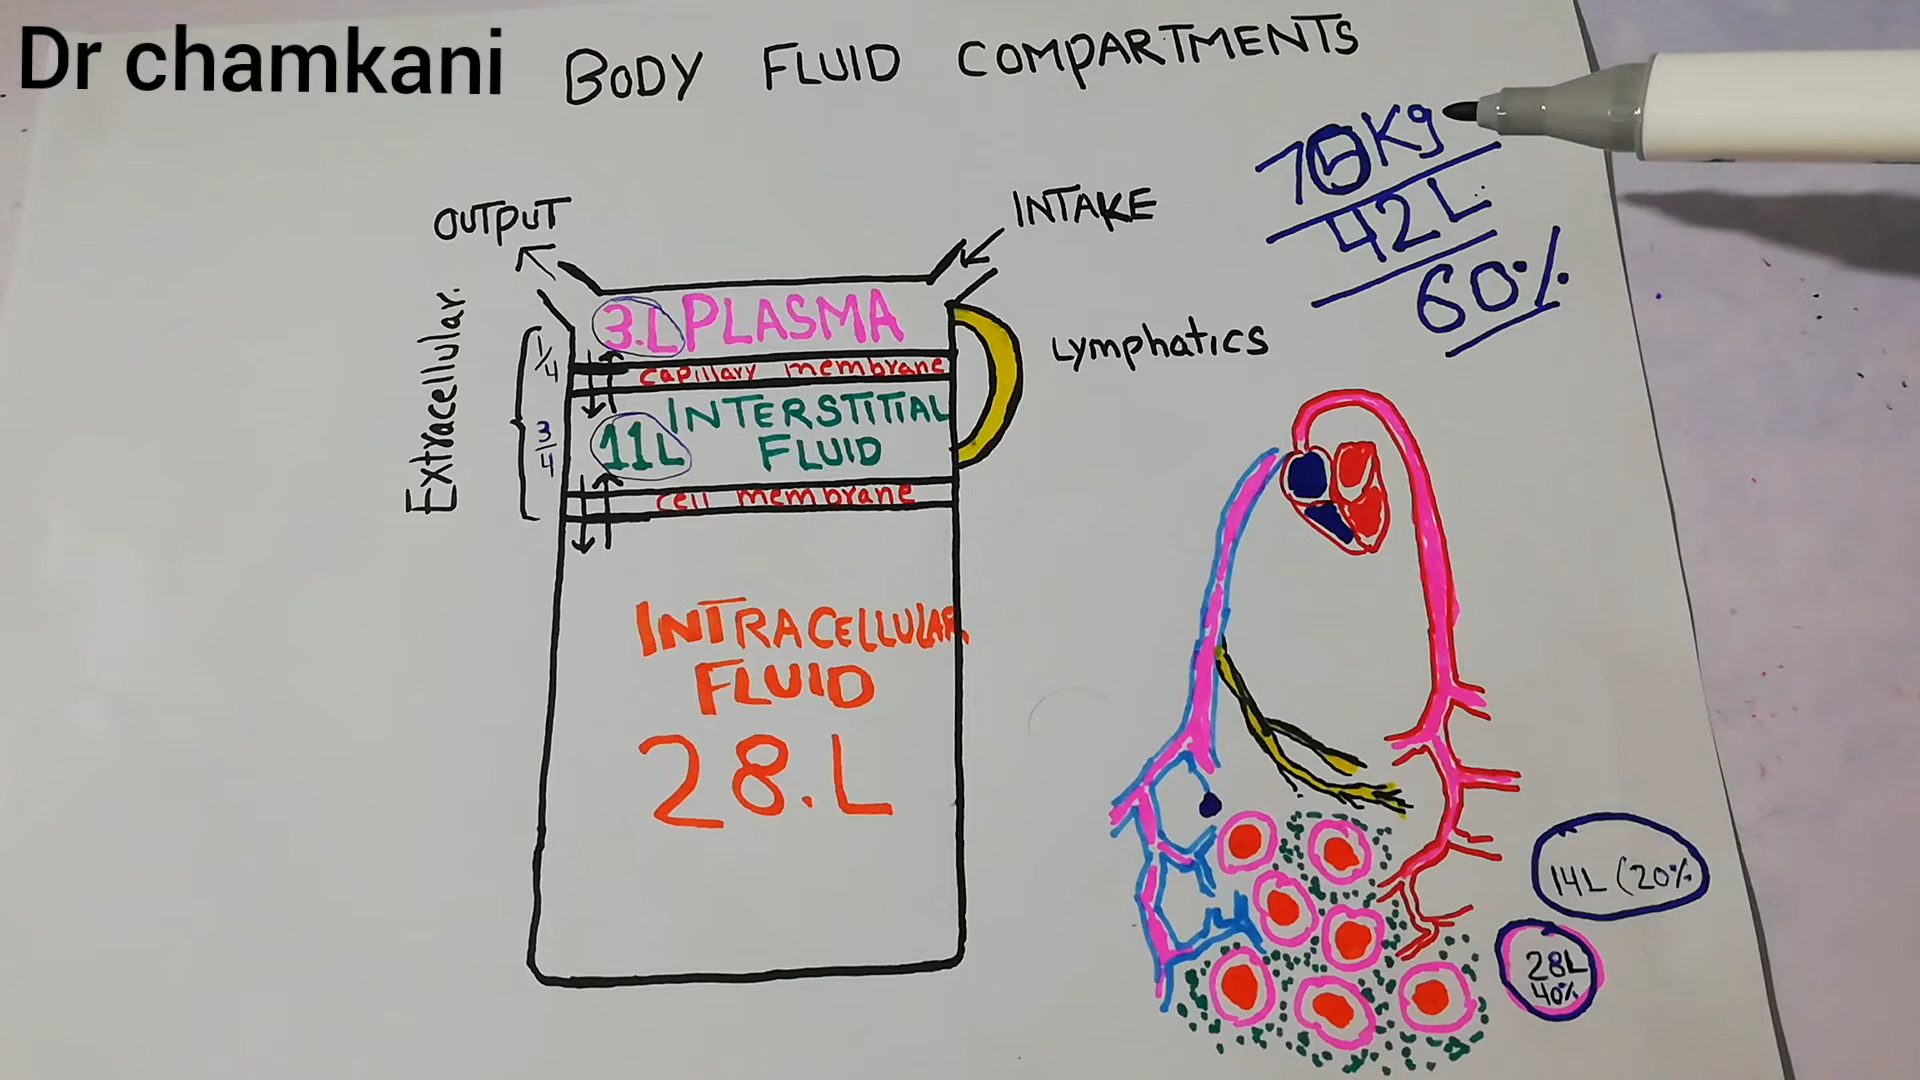 Dr chamkani
BODY FLUID COMPARTMENTS
42L
60%
OUTPUT
INTAKE
Extracellular.
1/4
3/4
3.L PLASMA
capillary membrane
11L INTERSTITIAL
FLUID
cell membrane
Lymphatics
INTRACELLULAR
FLUID
28.L
14L (20%
28L
40%